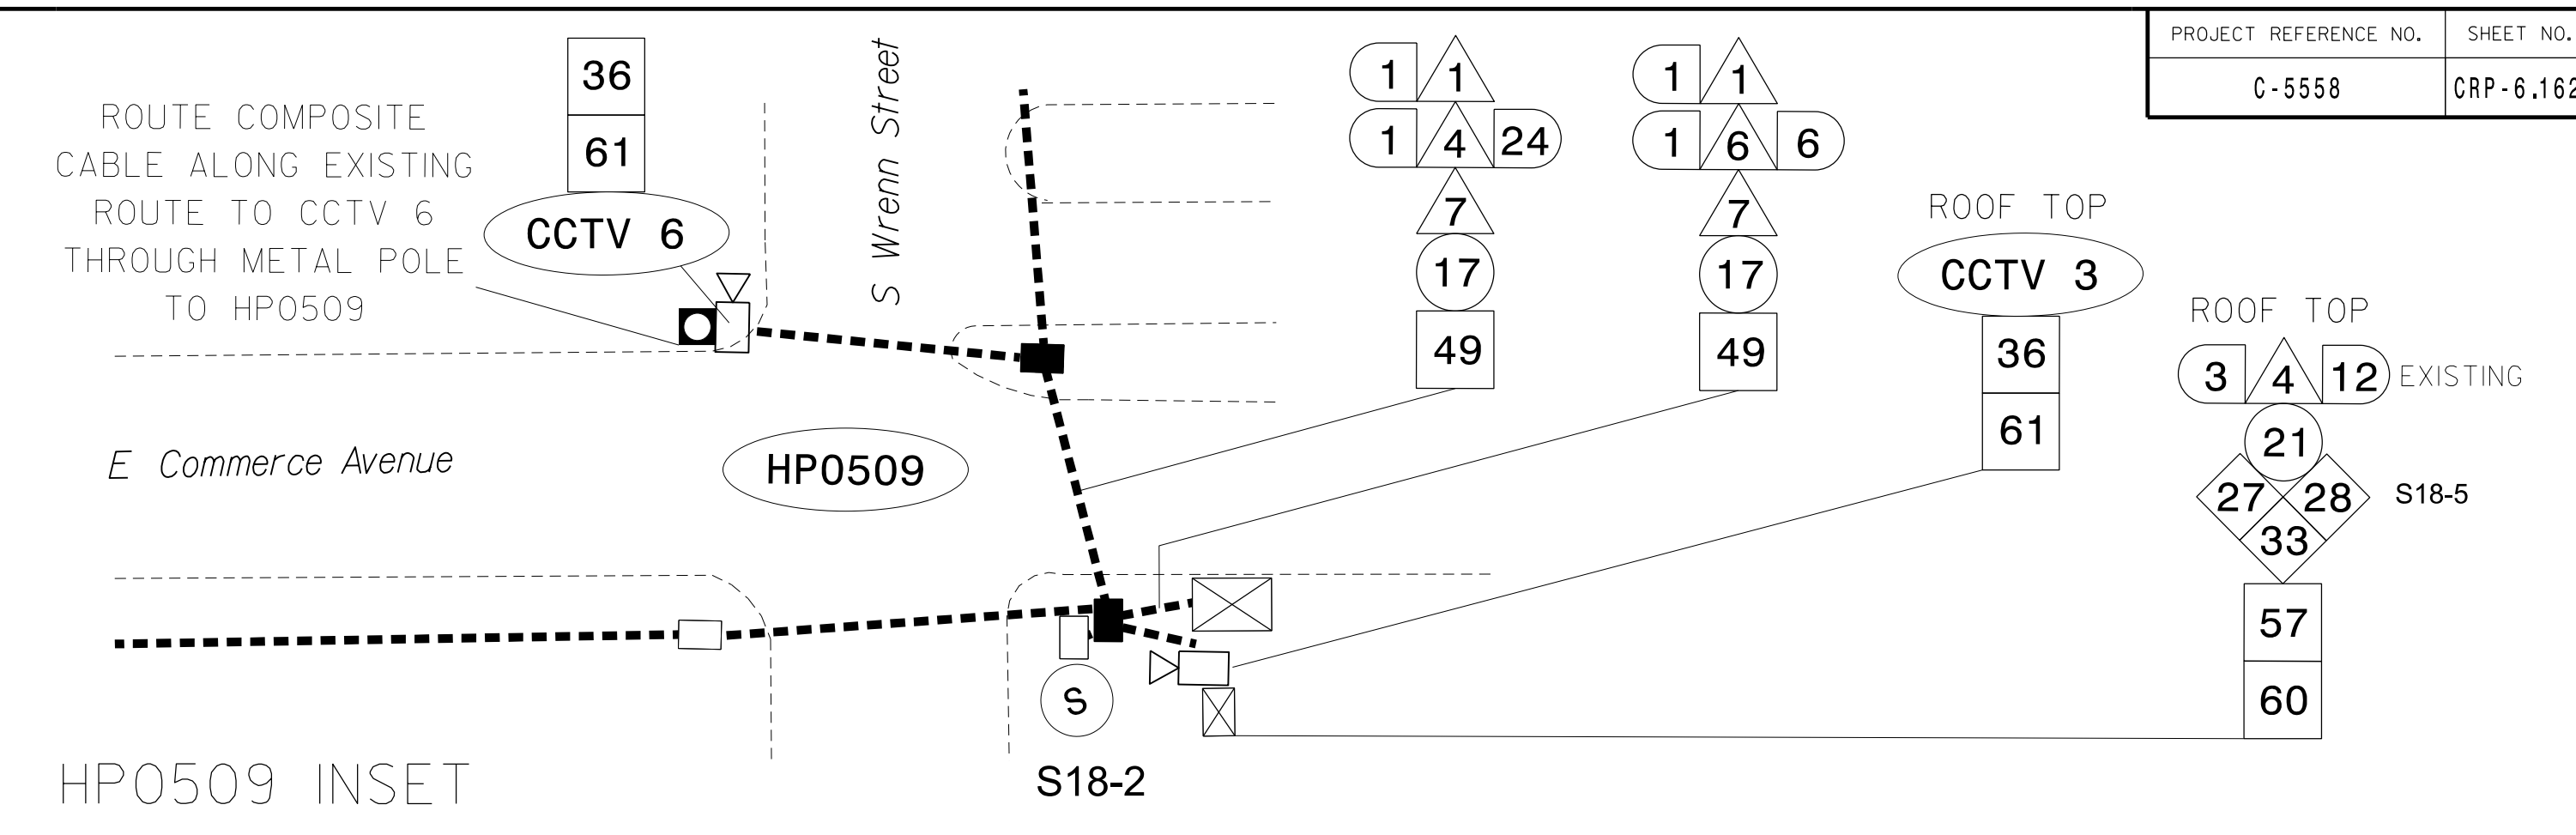 PROJECT REFERENCE NO.
SHEET NO.
C-5558
CRP-6.162
ROUTE COMPOSITE
CABLE ALONG EXISTING
ROUTE TO CCTV 6
THROUGH METAL POLE
TO HP0509
36
61
CCTV 6
S Wrenn Street
1 1
1 4 24
7
17
49
1 1
1 6 6
7
17
49
ROOF TOP
CCTV 3
36
61
ROOF TOP
3 4 12 EXISTING
21
27 28 S18-5
33
57
60
E Commerce Avenue
HP0509
S
S18-2
HP0509 INSET